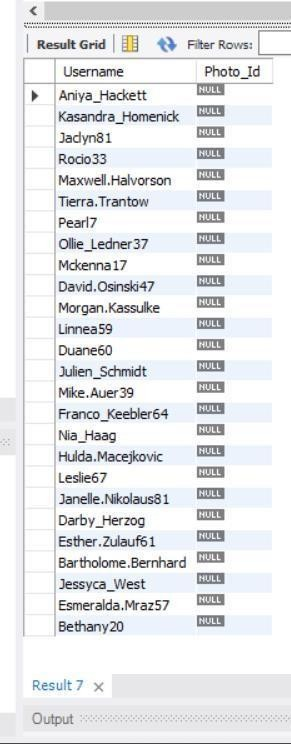 Result Grid Filter Rows:
Username Photo_Id
Aniya_Hackett NULL
Kasandra_Homenick NULL
Jaclyn81 NULL
Rocio33 NULL
Maxwell.Halvorson NULL
Tierra.Trantow NULL
Pearl7 NULL
Ollie_Ledner37 NULL
Mckenna17 NULL
David.Osinski47 NULL
Morgan.Kassulke NULL
Linnea59 NULL
Duane60 NULL
Julien_Schmidt NULL
Mike.Auer39 NULL
Franco_Keebler64 NULL
Nia_Haag NULL
Hulda.Macejkovic NULL
Leslie67 NULL
Janelle.Nikolaus81 NULL
Darby_Herzog NULL
Esther.Zulauf61 NULL
Bartholome.Bernhard NULL
Jessyca_West NULL
Esmeralda.Mraz57 NULL
Bethany20 NULL
Result 7
Output